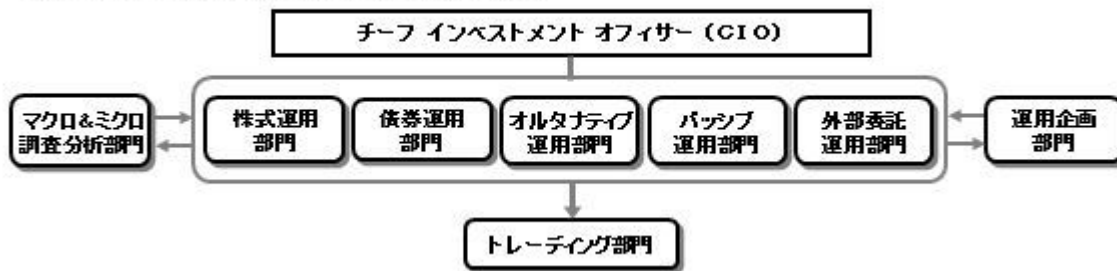 チーフ インベストメント オフィサー (CIO)
マクロ&ミクロ
調査分析部門
株式運用
部門
債券運用
部門
オルタナティブ
運用部門
パッシブ
運用部門
外部委託
運用部門
運用企画
部門
トレーディング部門